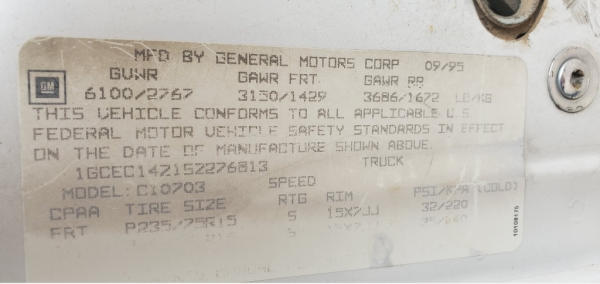 MFD BY GENERAL MOTORS CORP 09/95
GVWR GAWR FRT GAWR RR
GM 6100/2767 3150/1429 3686/1672 LB/KG
THIS VEHICLE CONFORMS TO ALL APPLICABLE U.S.
FEDERAL MOTOR VEHICLE SAFETY STANDARDS IN EFFECT
ON THE DATE OF MANUFACTURE SHOWN ABOVE.
1GCEC14Z1SZ276813 TRUCK
MODEL: C10703 SPEED
CPAA TIRE SIZE RTG RIM PSI/KPA (COLD)
FRT P235/75R15 S 15X7JJ 32/220
10108175